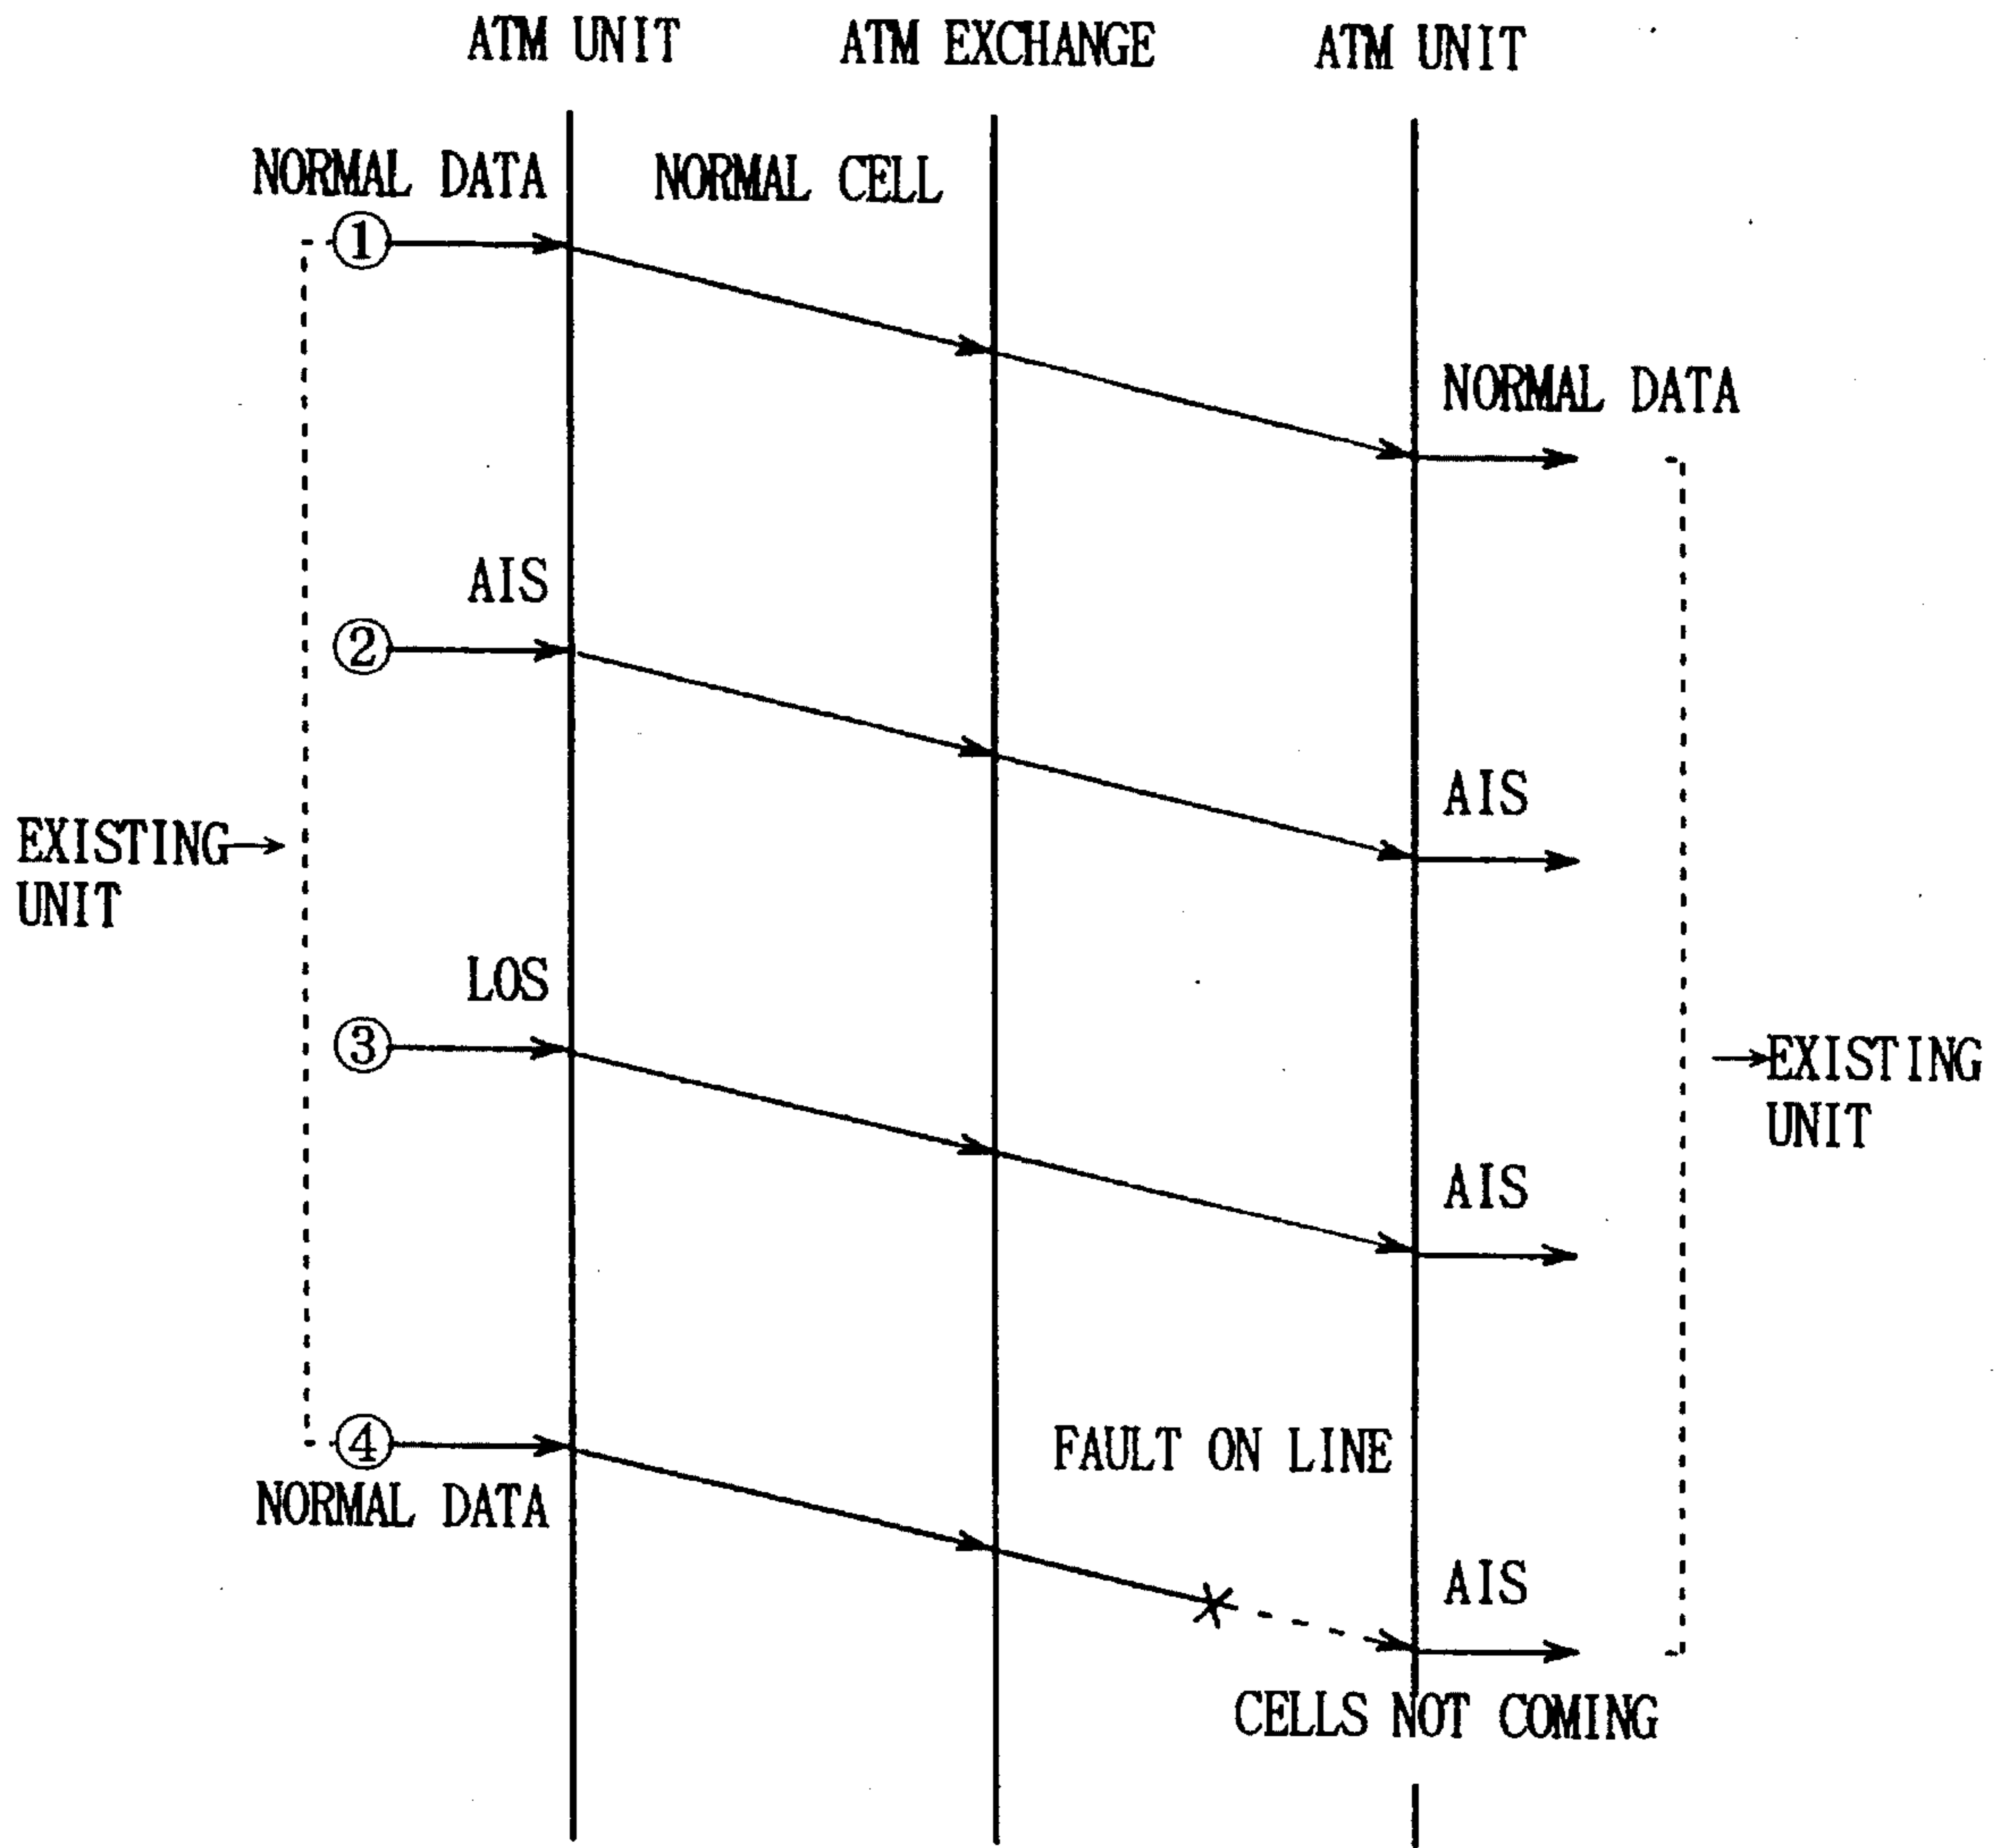 ATM UNIT
ATM EXCHANGE
ATM UNIT
NORMAL DATA
NORMAL CELL
①
NORMAL DATA
AIS
②
AIS
EXISTING
UNIT
LOS
③
EXISTING
UNIT
AIS
④
NORMAL DATA
FAULT ON LINE
AIS
CELLS NOT COMING